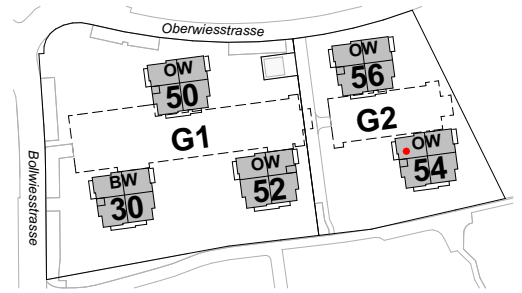 Oberwiesstrasse
OW
56
OW
50
G2
G1
OW
54
OW
52
BW
30
Bollwiesstrasse